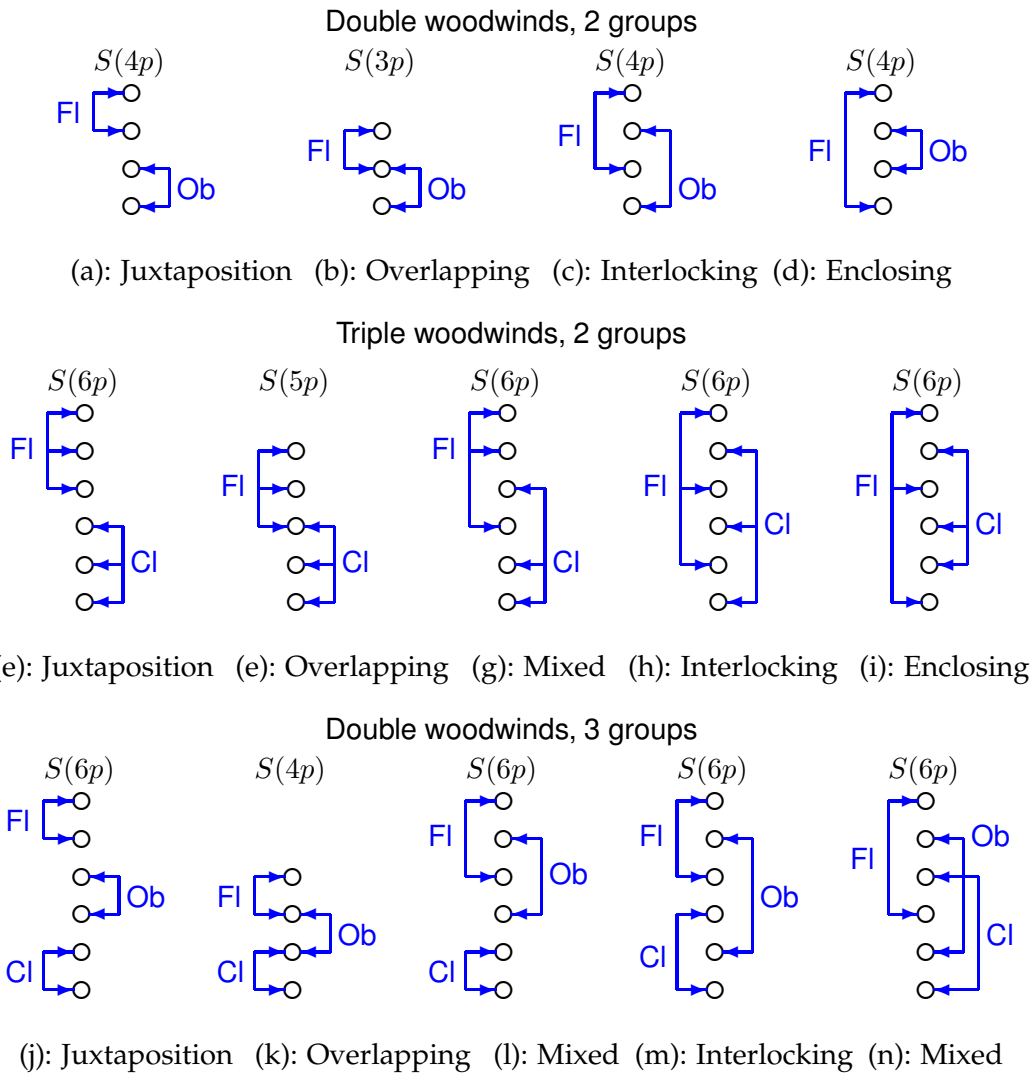 Double woodwinds, 2 groups
S(4p) S(3p) S(4p) S(4p)
Fl Fl Fl Fl
Ob Ob Ob Ob
(a): Juxtaposition (b): Overlapping (c): Interlocking (d): Enclosing
Triple woodwinds, 2 groups
S(6p) S(5p) S(6p) S(6p) S(6p)
Fl Fl Fl Fl Fl
Cl Cl Cl Cl Cl
(e): Juxtaposition (e): Overlapping (g): Mixed (h): Interlocking (i): Enclosing
Double woodwinds, 3 groups
S(6p) S(4p) S(6p) S(6p) S(6p)
Fl Fl Fl Fl Fl
Ob Ob Ob Ob Ob
Cl Cl Cl Cl Cl
(j): Juxtaposition (k): Overlapping (l): Mixed (m): Interlocking (n): Mixed